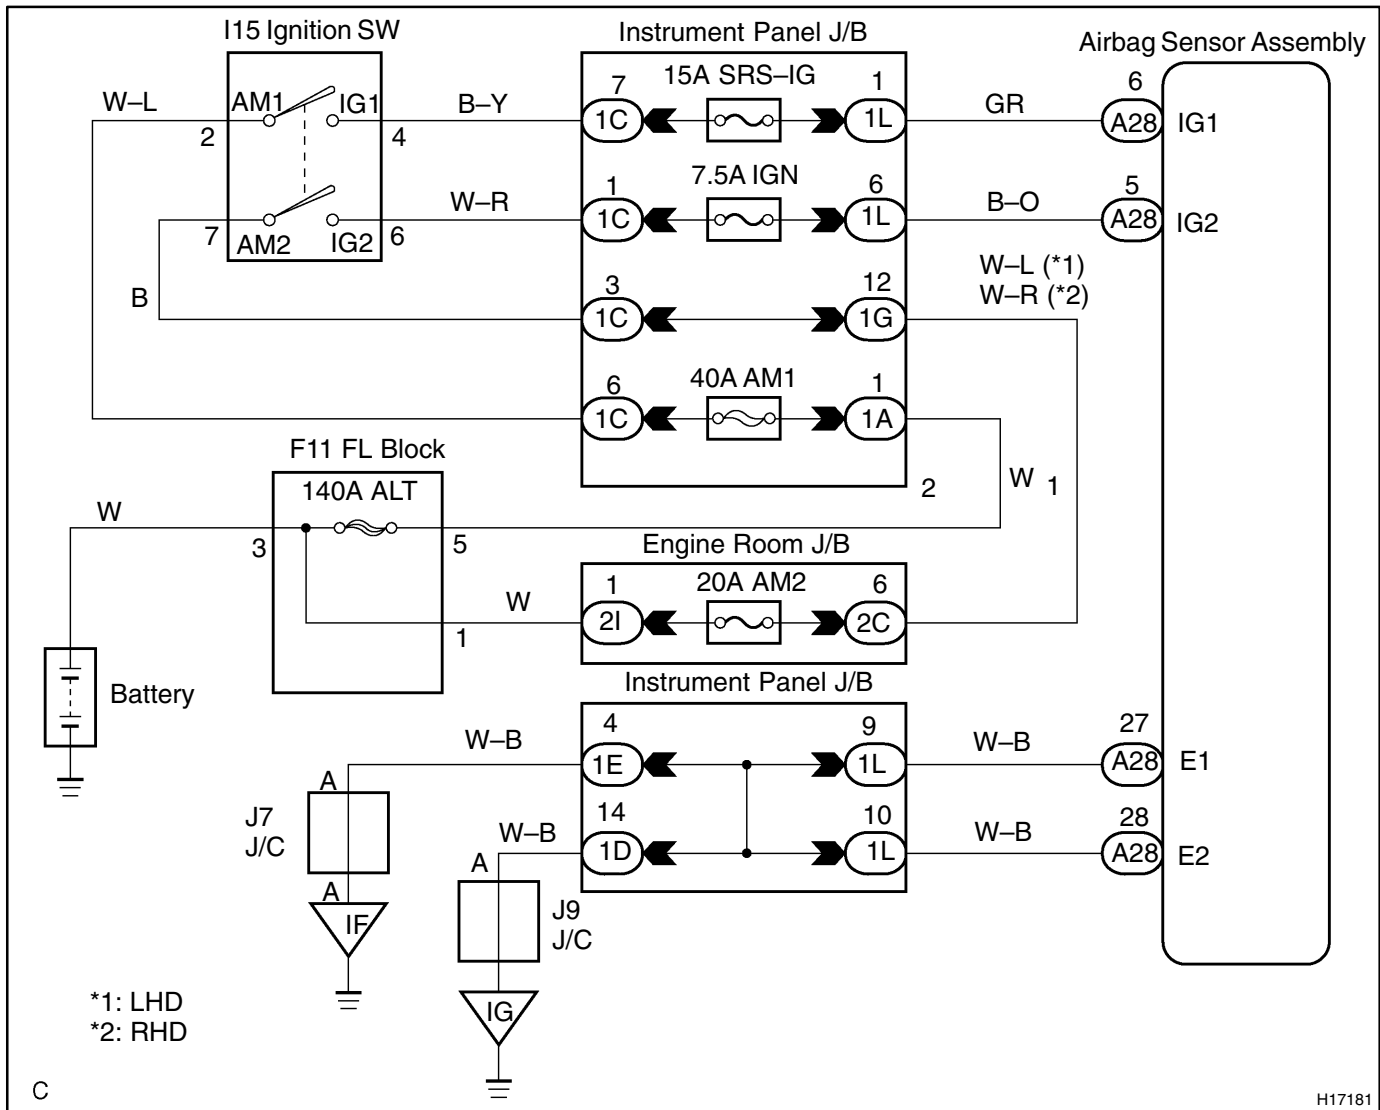 I15 Ignition SW
Instrument Panel J/B
Airbag Sensor Assembly
W–L
AM1
IG1
2
4
B–Y
7
1C
15A SRS–IG
1
1L
GR
6
A28
IG1
7
AM2
IG2
6
W–R
1
1C
7.5A IGN
6
1L
B–O
5
A28
IG2
B
3
1C
12
1G
W–L (*1)
W–R (*2)
6
1C
40A AM1
1
1A
2
W
1
F11 FL Block
140A ALT
W
3
5
1
W
Engine Room J/B
1
2I
20A AM2
6
2C
Battery
Instrument Panel J/B
W–B
4
1E
9
1L
W–B
27
A28
E1
W–B
14
1D
10
1L
W–B
28
A28
E2
A
J7
J/C
A
IF
A
J9
J/C
IG
*1: LHD
*2: RHD
C
H17181